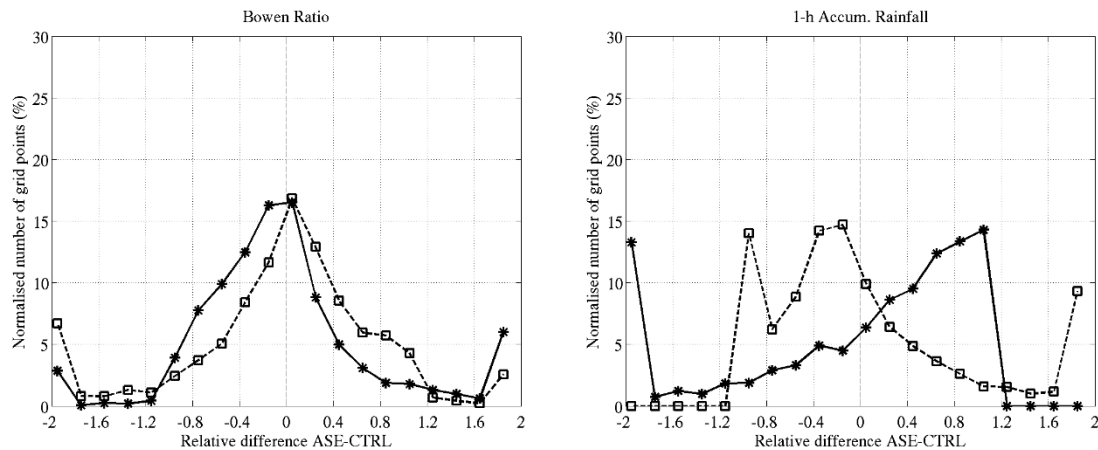 Bowen Ratio
30
25
20
15
10
5
0
Normalised number of grid points (%)
-2 -1.6 -1.2 -0.8 -0.4 0 0.4 0.8 1.2 1.6 2
Relative difference ASE-CTRL
1-h Accum. Rainfall
30
25
20
15
10
5
0
Normalised number of grid points (%)
-2 -1.6 -1.2 -0.8 -0.4 0 0.4 0.8 1.2 1.6 2
Relative difference ASE-CTRL